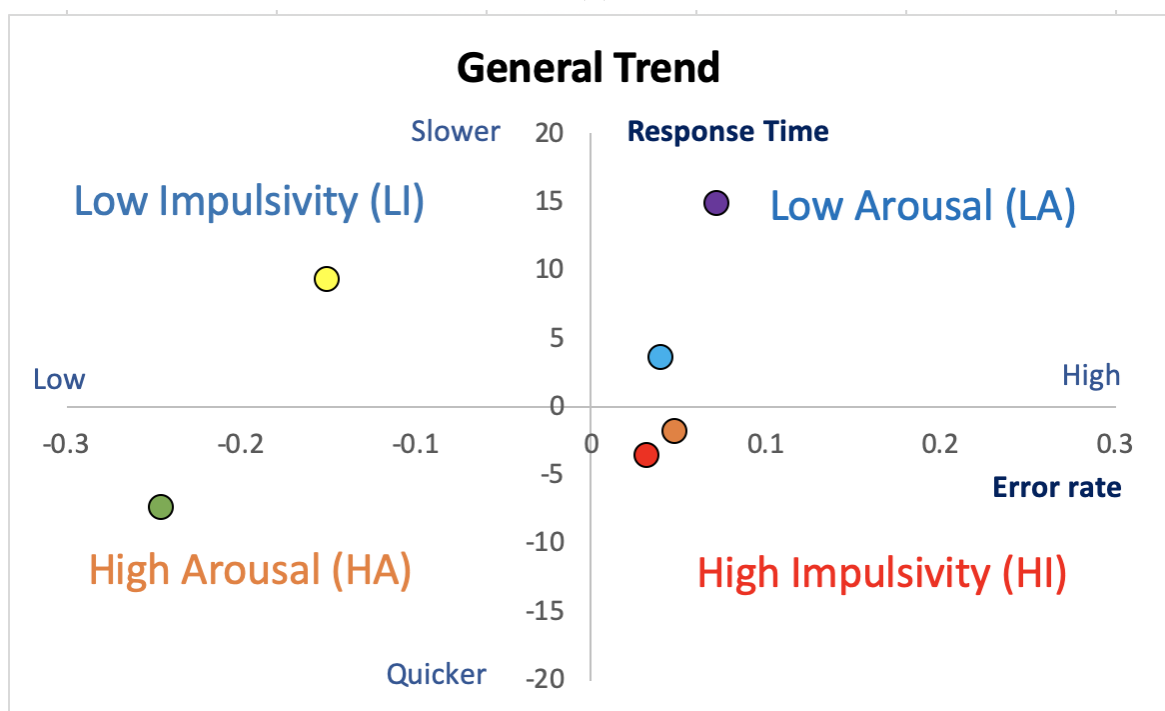 General Trend
Slower 20 Response Time
Low Impulsivity (LI) 15 Low Arousal (LA)
10
5
Low High
0
-0.3 -0.2 -0.1 0 0.1 0.2 0.3
-5 Error rate
-10
High Arousal (HA) High Impulsivity (HI)
-15
Quicker -20